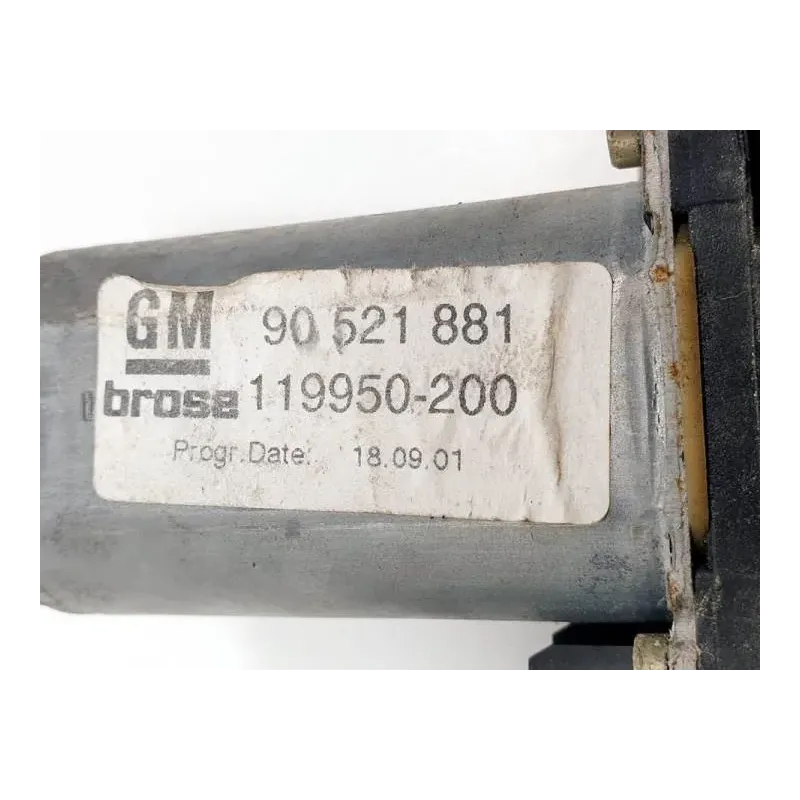 GM 90 521 881
brose 119950-200
Progr.Date: 18.09.01